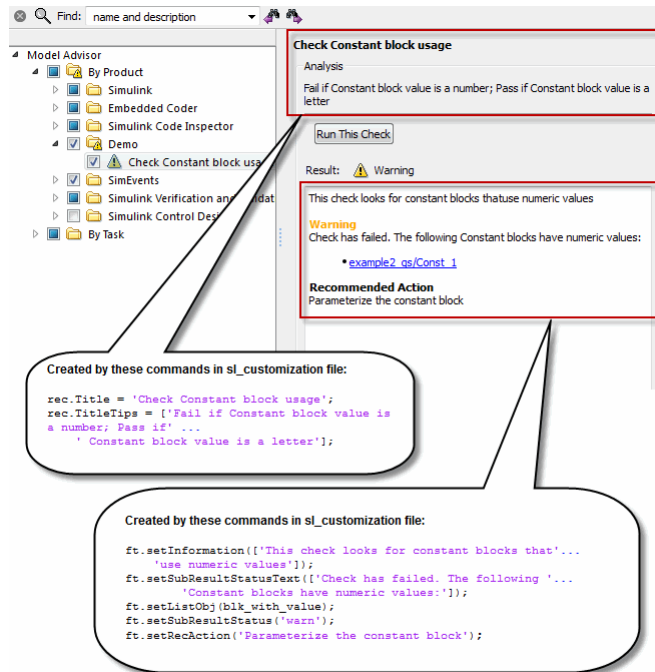 Find: name and description
Model Advisor
By Product
Simulink
Embedded Coder
Simulink Code Inspector
Demo
Check Constant block usa
SimEvents
Simulink Verification and
Simulink Control
By Task
Check Constant block usage
Analysis
Fail if Constant block value is a number; Pass if Constant block value is a
letter
Run This Check
Result: Warning
This check looks for constant blocks thatuse numeric values
Warning
Check has failed. The following Constant blocks have numeric values:
• example2_qs/Const_1
Recommended Action
Parameterize the constant block
Created by these commands in sl_customization file:
rec.Title = 'Check Constant block usage';
rec.TitleTips = ['Fail if Constant block value is
a number; Pass if' ...
' Constant block value is a letter'];
Created by these commands in sl_customization file:
ft.setInformation(['This check looks for constant blocks that'...
'use numeric values']);
ft.setSubResultStatusText(['Check has failed. The following '...
'Constant blocks have numeric values:']);
ft.setListObj(blk_with_value);
ft.setSubResultStatus('warn');
ft.setRecAction('Parameterize the constant block');